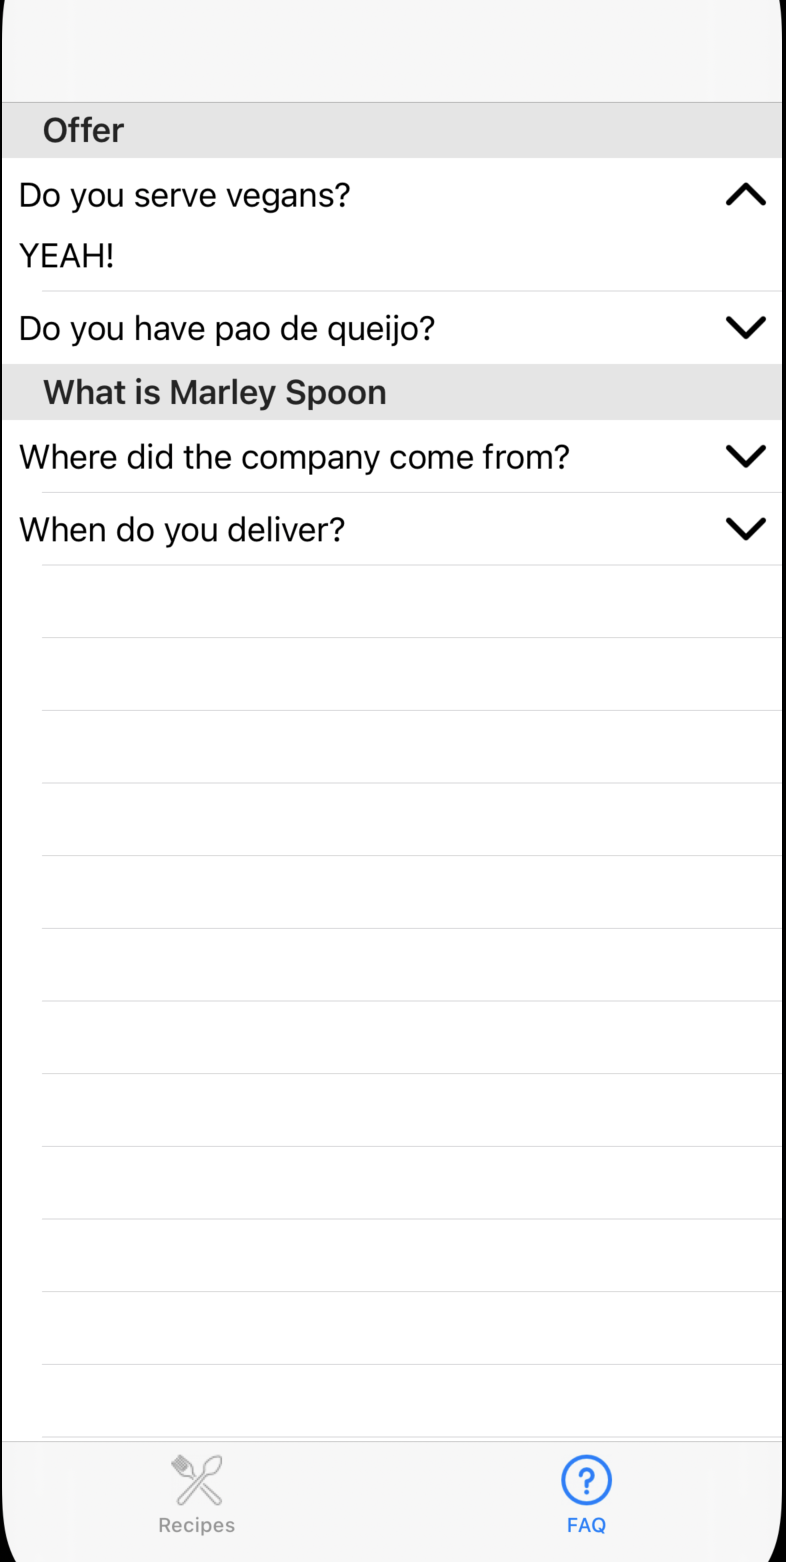 Offer
Do you serve vegans?
YEAH!
Do you have pao de queijo?
What is Marley Spoon
Where did the company come from?
When do you deliver?
Recipes
FAQ